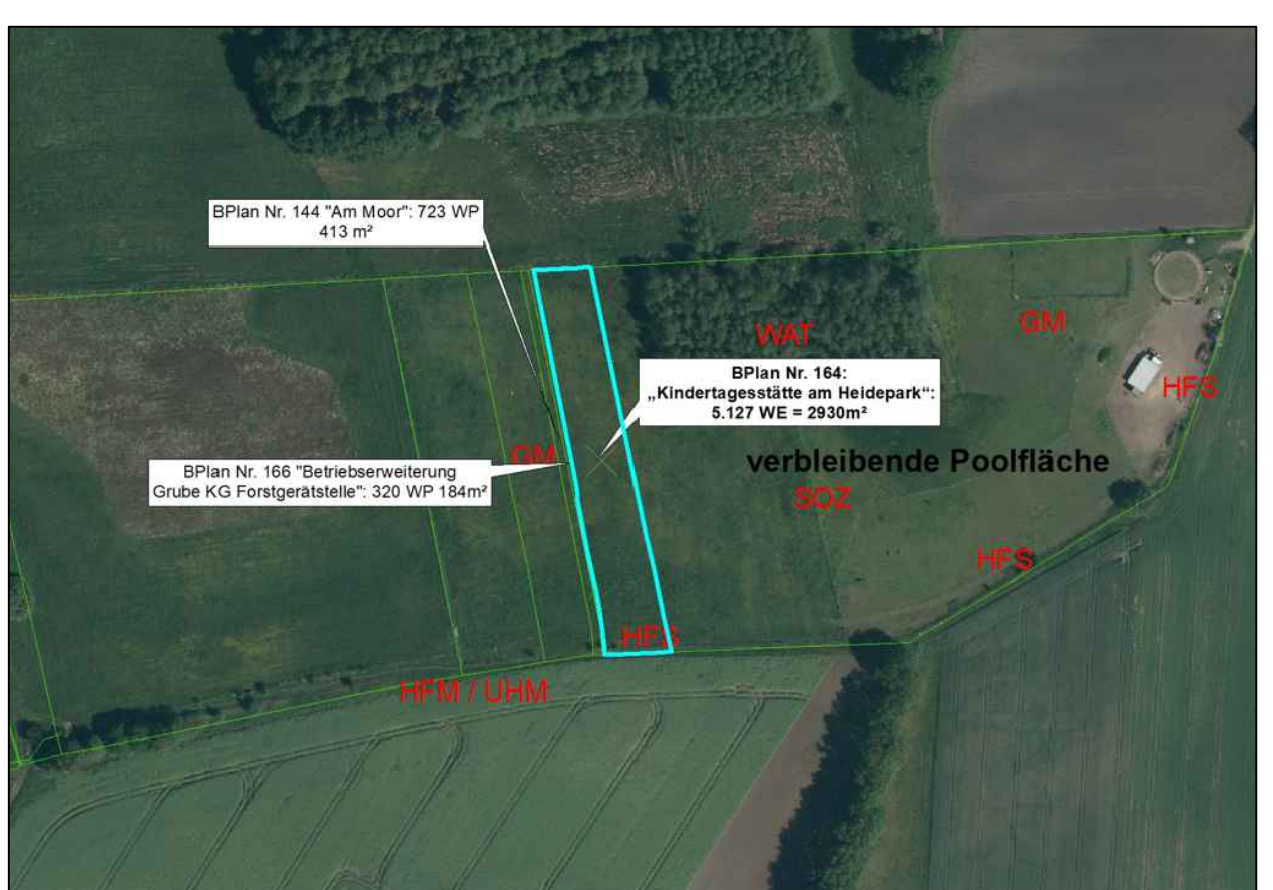 BPlan Nr. 144 "Am Moor": 723 WP
413 m²
WAT
GM
BPlan Nr. 164:
„Kindertagesstätte am Heidepark“:
5.127 WE = 2930m²
HFS
GM
verbleibende Poolfläche
BPlan Nr. 166 "Betriebserweiterung
Grube KG Forstgerätstelle": 320 WP 184m²
SOZ
HFS
HFS
HFM / UHM